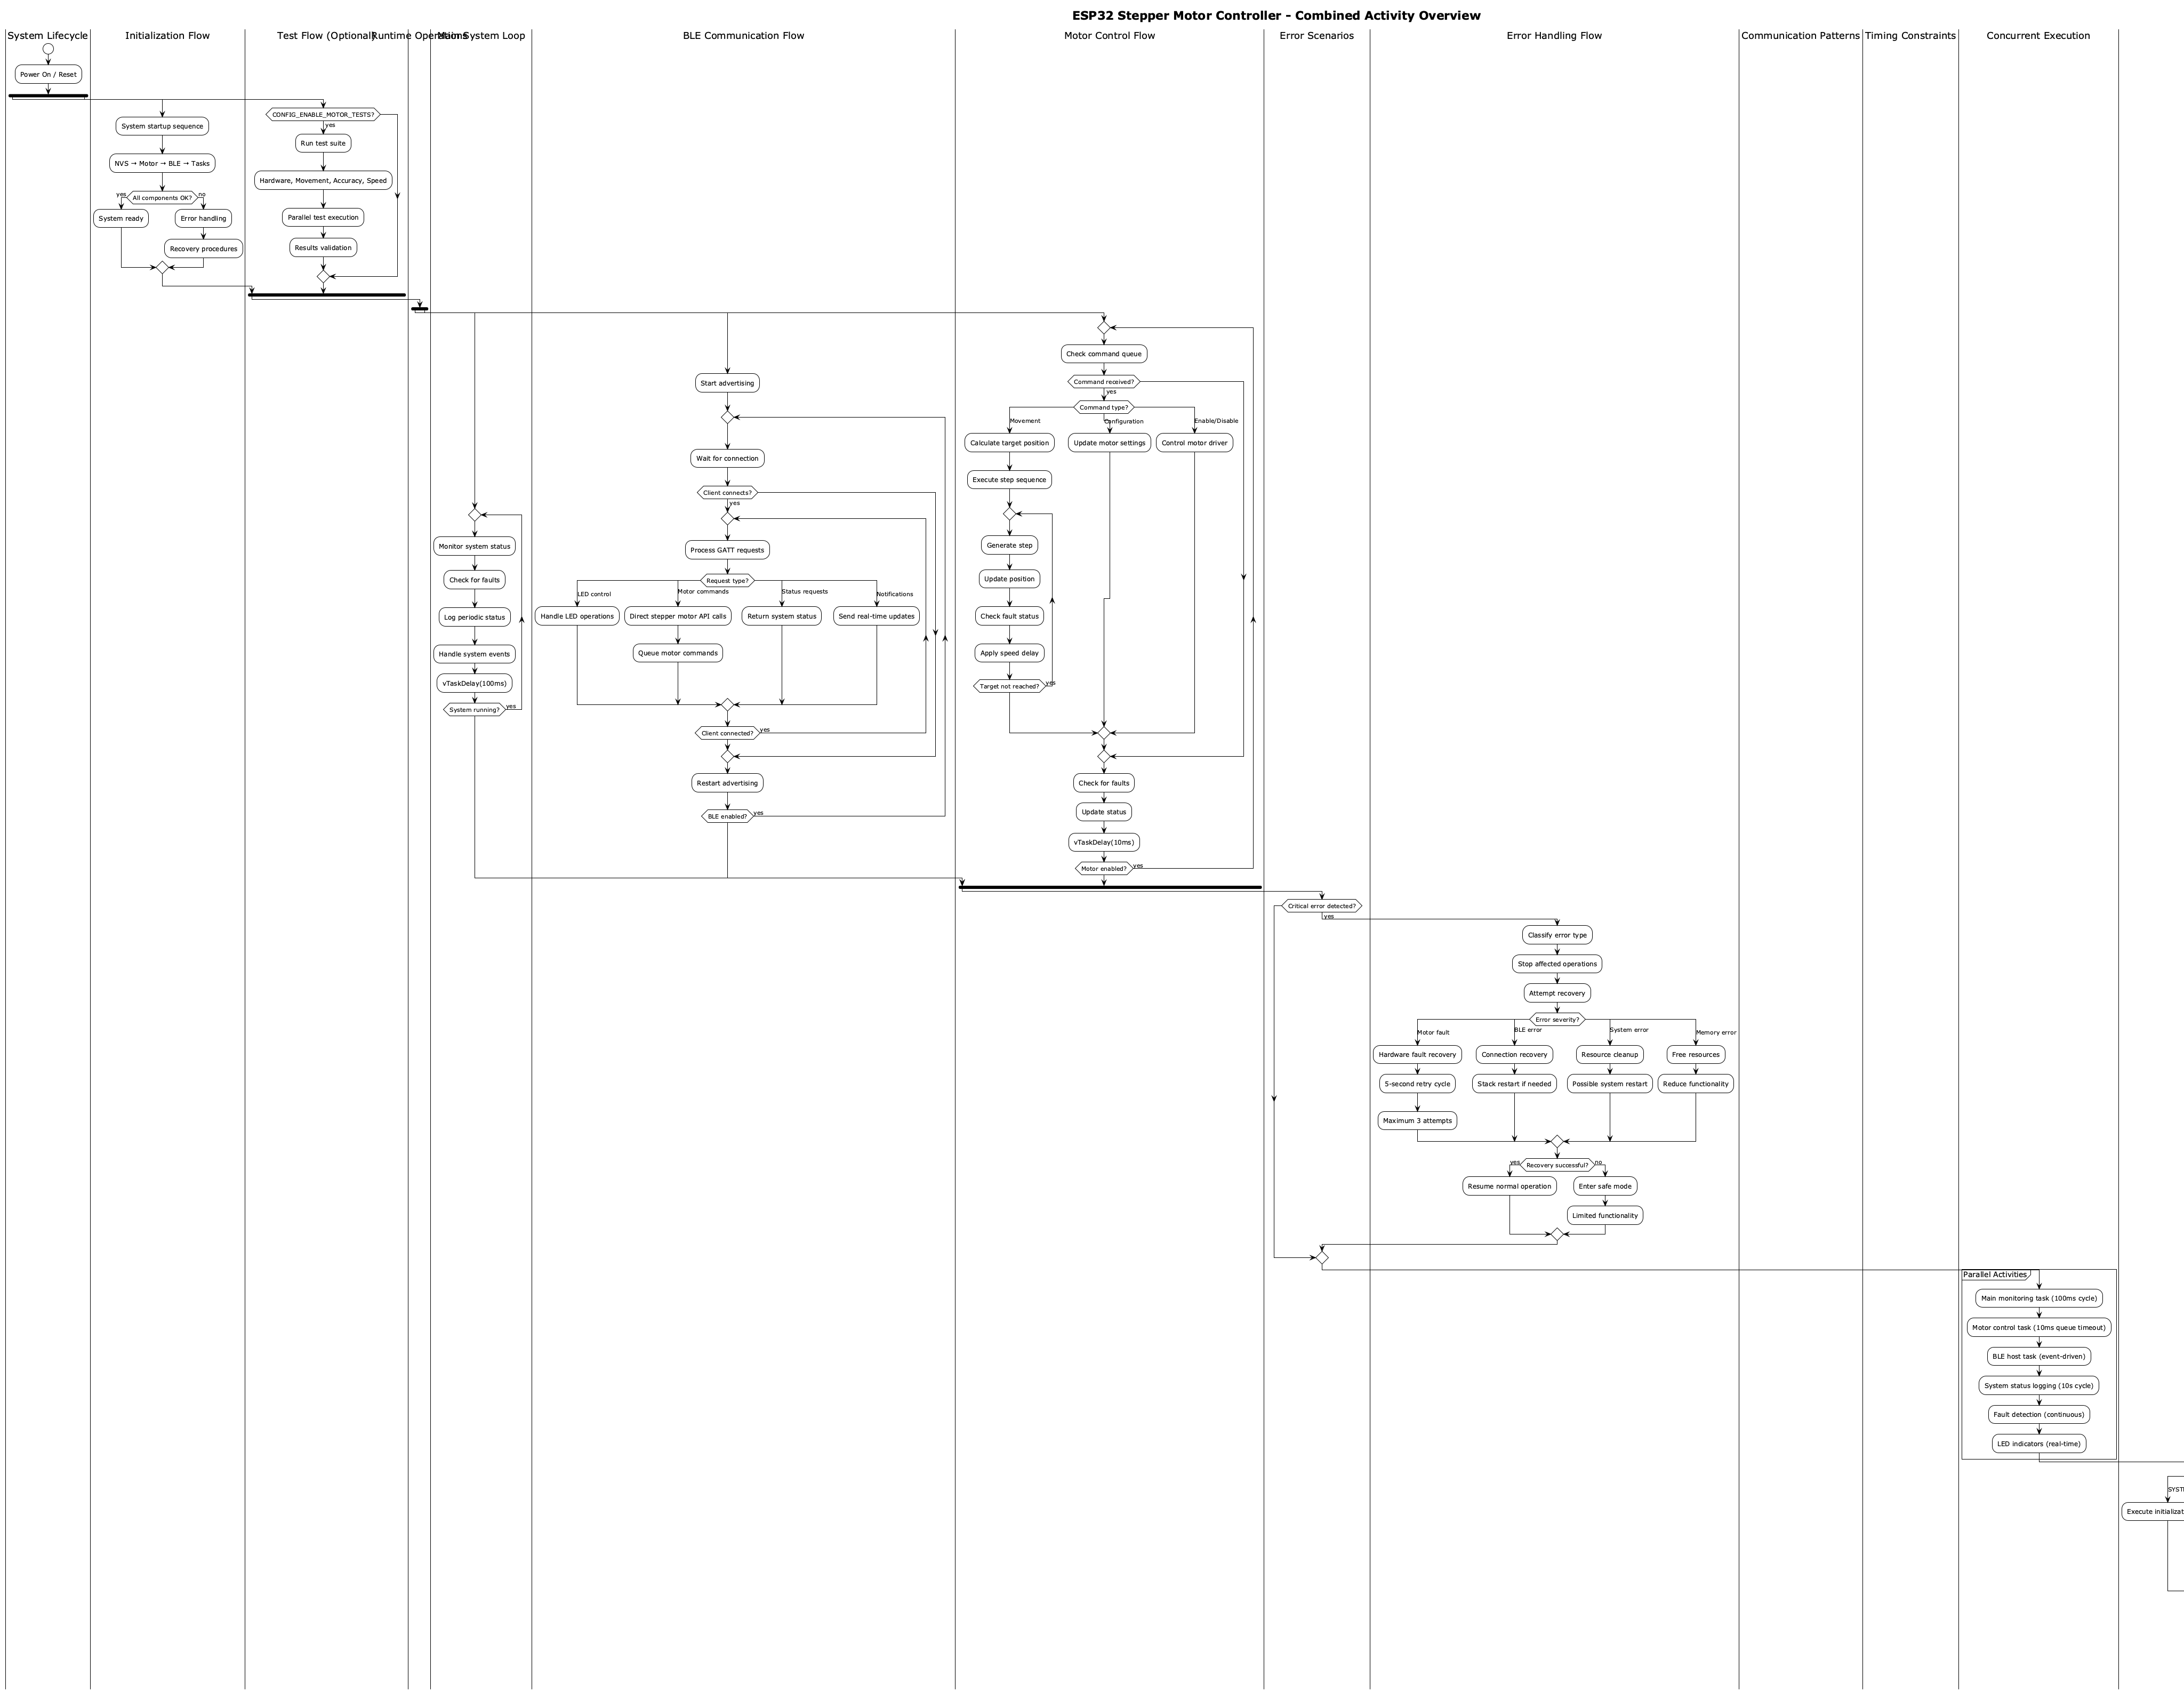 ESP32 Stepper Motor Controller - Combined Activity Overview
System Lifecycle
Initialization Flow
Test Flow (Optional)
Runtime Operations
Main System Loop
BLE Communication Flow
Motor Control Flow
Error Scenarios
Error Handling Flow
Communication Patterns
Timing Constraints
Concurrent Execution
Power On / Reset
System startup sequence
NVS → Motor → BLE → Tasks
All components OK?
yes
no
System ready
Error handling
Recovery procedures
CONFIG_ENABLE_MOTOR_TESTS?
yes
Run test suite
Hardware, Movement, Accuracy, Speed
Parallel test execution
Results validation
Monitor system status
Check for faults
Log periodic status
Handle system events
vTaskDelay(100ms)
System running?
yes
Start advertising
Wait for connection
Client connects?
yes
Process GATT requests
Request type?
LED control
Motor commands
Status requests
Notifications
Handle LED operations
Direct stepper motor API calls
Return system status
Send real-time updates
Queue motor commands
Client connected?
yes
Restart advertising
BLE enabled?
yes
Check command queue
Command received?
yes
Command type?
Movement
Configuration
Enable/Disable
Calculate target position
Update motor settings
Control motor driver
Execute step sequence
Generate step
Update position
Check fault status
Apply speed delay
Target not reached?
yes
Check for faults
Update status
vTaskDelay(10ms)
Motor enabled?
yes
Critical error detected?
yes
Classify error type
Stop affected operations
Attempt recovery
Error severity?
Motor fault
BLE error
System error
Memory error
Hardware fault recovery
Connection recovery
Resource cleanup
Free resources
5-second retry cycle
Stack restart if needed
Possible system restart
Reduce functionality
Maximum 3 attempts
Recovery successful?
yes
no
Resume normal operation
Enter safe mode
Limited functionality
Parallel Activities
Main monitoring task (100ms cycle)
Motor control task (10ms queue timeout)
BLE host task (event-driven)
System status logging (10s cycle)
Fault detection (continuous)
LED indicators (real-time)
Execute